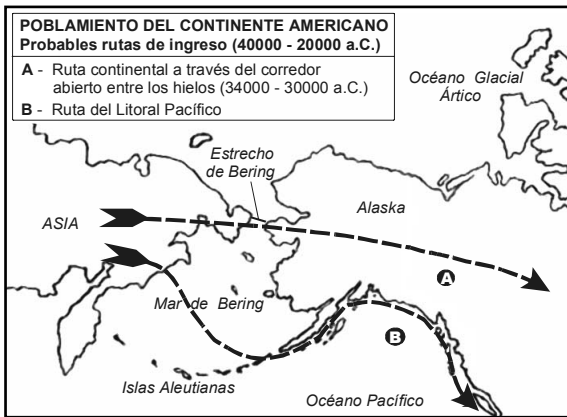 POBLAMIENTO DEL CONTINENTE AMERICANO
Probables rutas de ingreso (40000 - 20000 a.C.)
A - Ruta continental a través del corredor
abierto entre los hielos (34000 - 30000 a.C.)
B - Ruta del Litoral Pacífico
Océano Glacial
Ártico
Estrecho
de Bering
Alaska
ASIA
A
Mar de Bering
B
Islas Aleutianas
Océano Pacífico